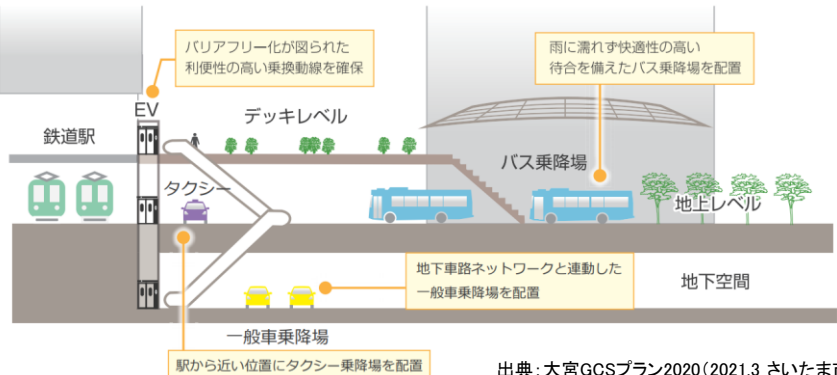 バリアフリー化が図られた
利便性の高い乗換動線を確保
雨に濡れず快適性の高い
待合を備えたバス乗降場を配置
EV
デッキレベル
鉄道駅
バス乗降場
タクシー
地上レベル
地下車路ネットワークと連動した
一般車乗降場を配置
地下空間
一般車乗降場
駅から近い位置にタクシー乗降場を配置
出典：大宮GCSプラン2020（2021.3 さいたま